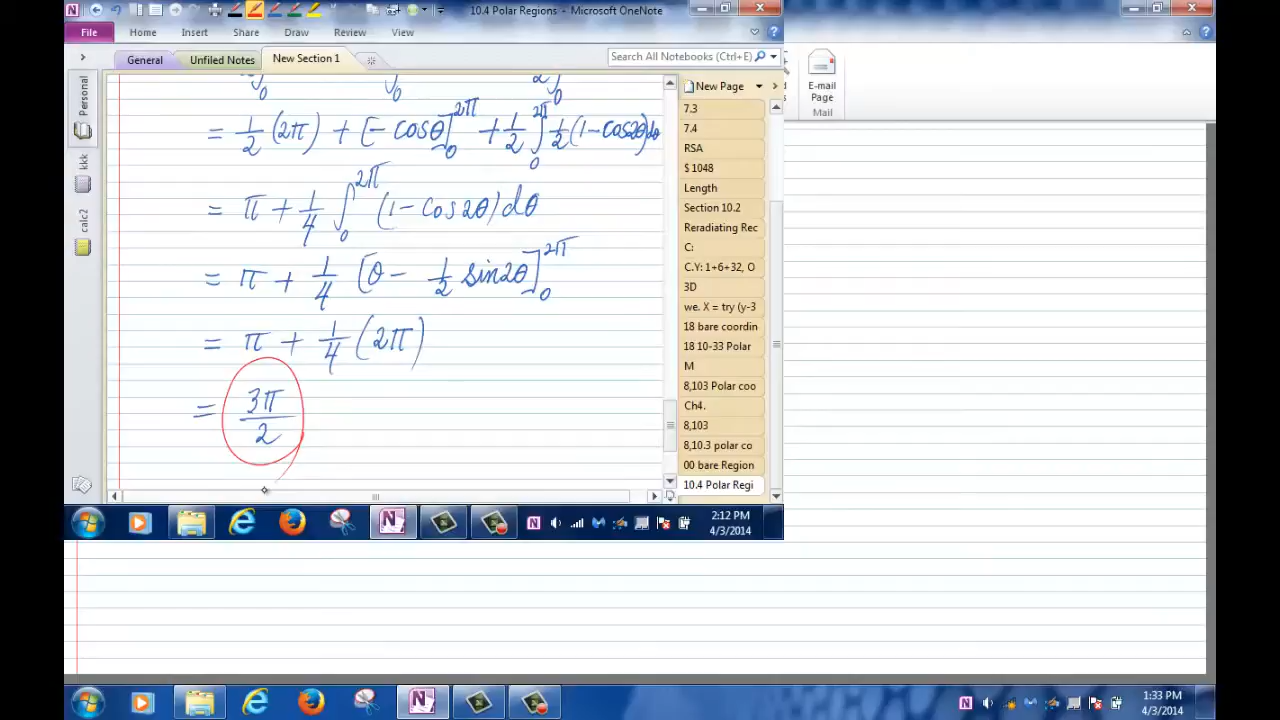 10.4 Polar Regions - Microsoft OneNote
File Home Insert Share Draw Review View
General Unfiled Notes New Section 1 Search All Notebooks (Ctrl+E)
E-mail
Page
Mail
Personal
kkk
calc2
= 1/2 (2π) + [-cosθ]₀^2π + 1/2 ∫₀^2π 1/2 (1-cos2θ)dθ
= π + 1/4 ∫₀^2π (1-cos2θ)dθ
= π + 1/4 [θ - 1/2 sin2θ]₀^2π
= π + 1/4 (2π)
= 3π/2
New Page
7.3
7.4
RSA
$ 1048
Length
Section 10.2
Reradiating Rec
C:
C.Y: 1+6+32, O
3D
we. X = try (y-3
18 bare coordin
18 10-33 Polar
M
8,103 Polar coo
Ch4.
8,103
8,10.3 polar co
00 bare Region
10.4 Polar Regi
2:12 PM
4/3/2014
1:33 PM
4/3/2014